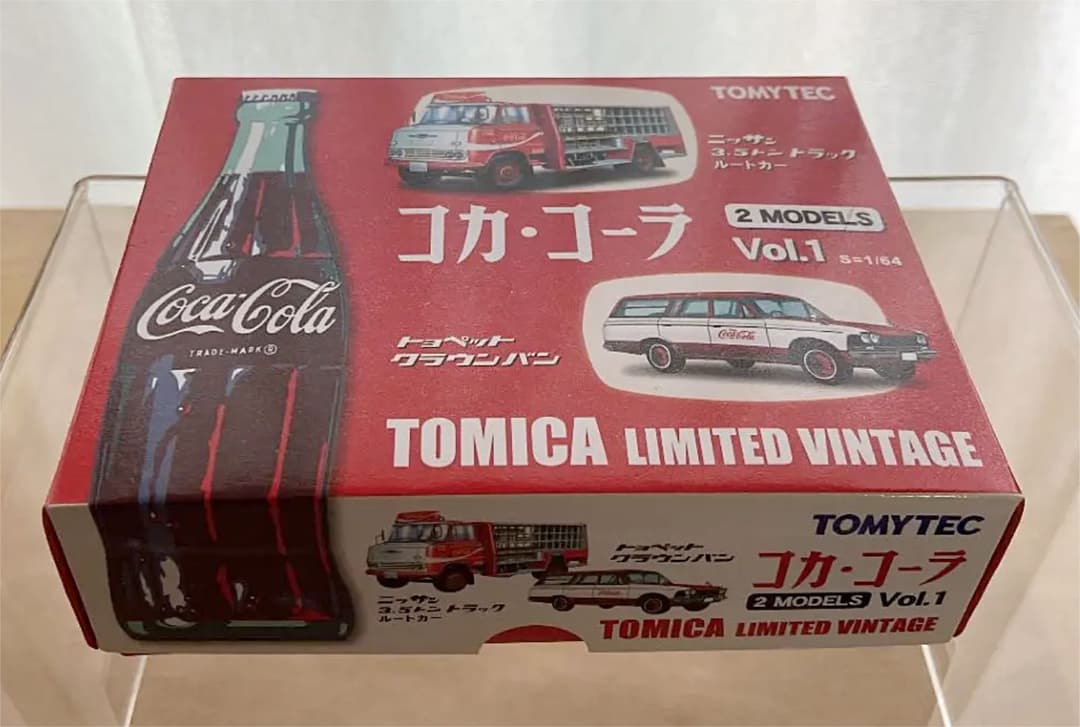 TOMYTEC
ニッサン
3.5トン トラック
ルートカー
コカ・コーラ
2 MODELS
Vol.1 S=1/64
Coca-Cola
TRADE-MARK®
Coca-Cola
トヨペット
クラウンバン
TOMICA LIMITED VINTAGE
TOMYTEC
トヨペット
クラウンバン
コカ・コーラ
2 MODELS Vol.1
ニッサン
3.5トン トラック
ルートカー
TOMICA LIMITED VINTAGE